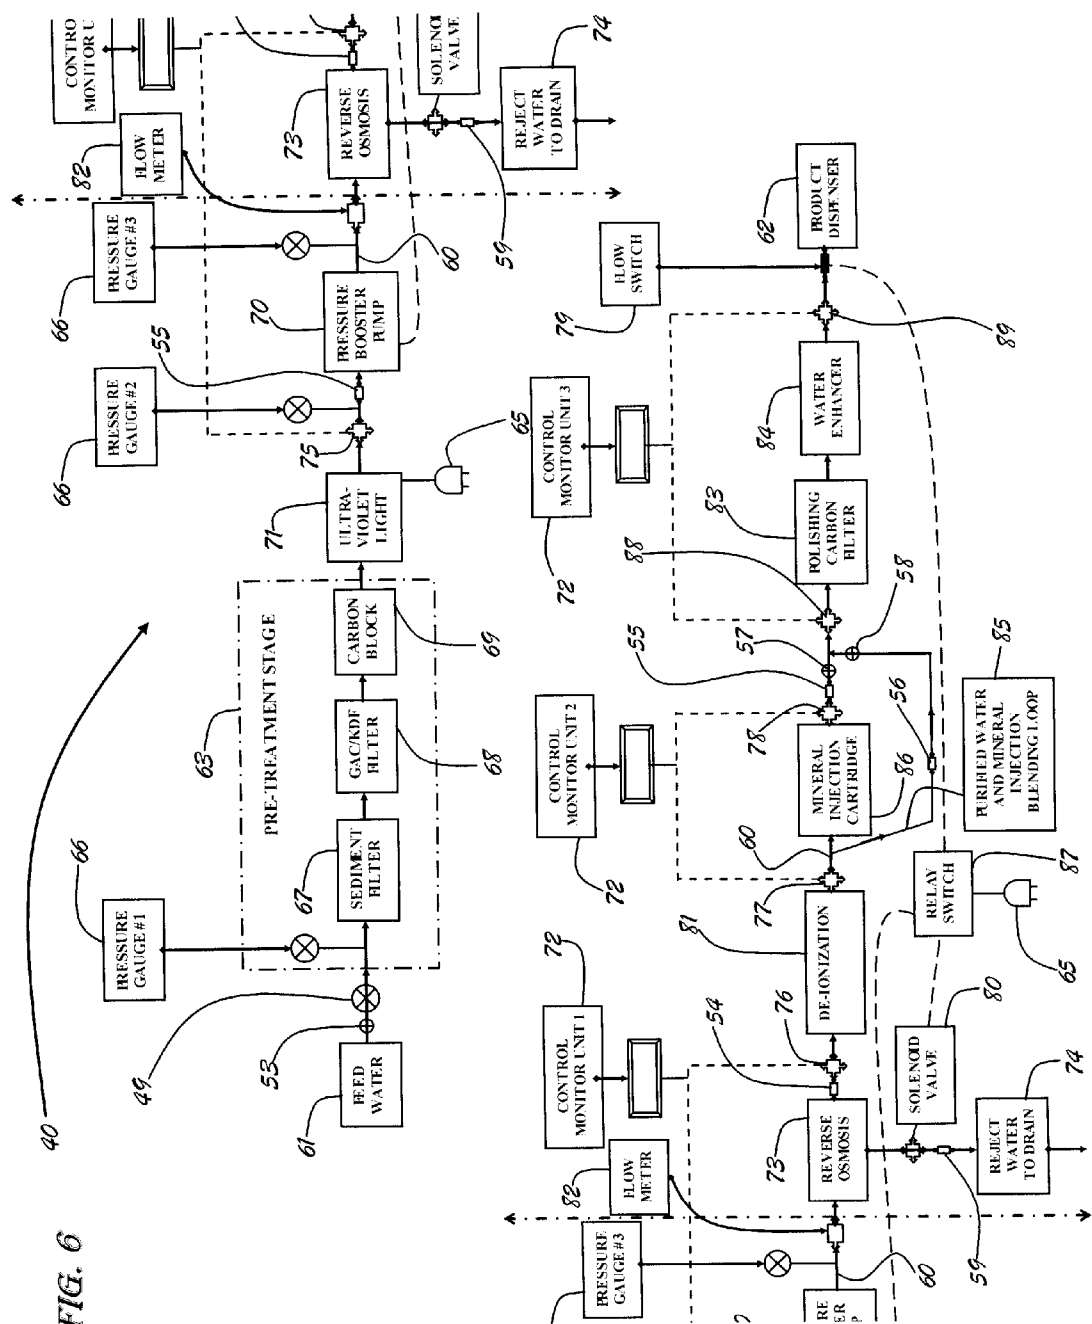 FIG. 6
40
FEED
WATER
61
53
49
PRESSURE
GAUGE #1
66
63
PRE-TREATMENT STAGE
SEDIMENT
FILTER
67
GAC/KDF
FILTER
68
CARBON
BLOCK
69
ULTRA-
VIOLET
LIGHT
71
65
75
PRESSURE
GAUGE #2
66
55
PRESSURE
BOOSTER
PUMP
70
PRESSURE
GAUGE #3
66
60
FLOW
METER
82
REVERSE
OSMOSIS
73
59
REJECT
WATER
TO DRAIN
74
SOLENOI
VALVE
CONTRO
MONITOR U
PRESSURE
GAUGE #3
RE
ER
P
60
FLOW
METER
82
REVERSE
OSMOSIS
73
59
REJECT
WATER
TO DRAIN
74
SOLENOID
VALVE
80
CONTROL
MONITOR UNIT 1
72
54
76
DE-IONIZATION
81
77
60
RELAY
SWITCH
87
65
CONTROL
MONITOR UNIT 2
72
MINERAL
INJECTION
CARTRIDGE
86
PURIFIED WATER
AND MINERAL
INJECTION
BLENDING LOOP
85
56
78
55
57
58
88
CONTROL
MONITOR UNIT 3
72
POLISHING
CARBON
FILTER
83
WATER
ENHANCER
84
89
FLOW
SWITCH
79
PRODUCT
DISPENSER
62